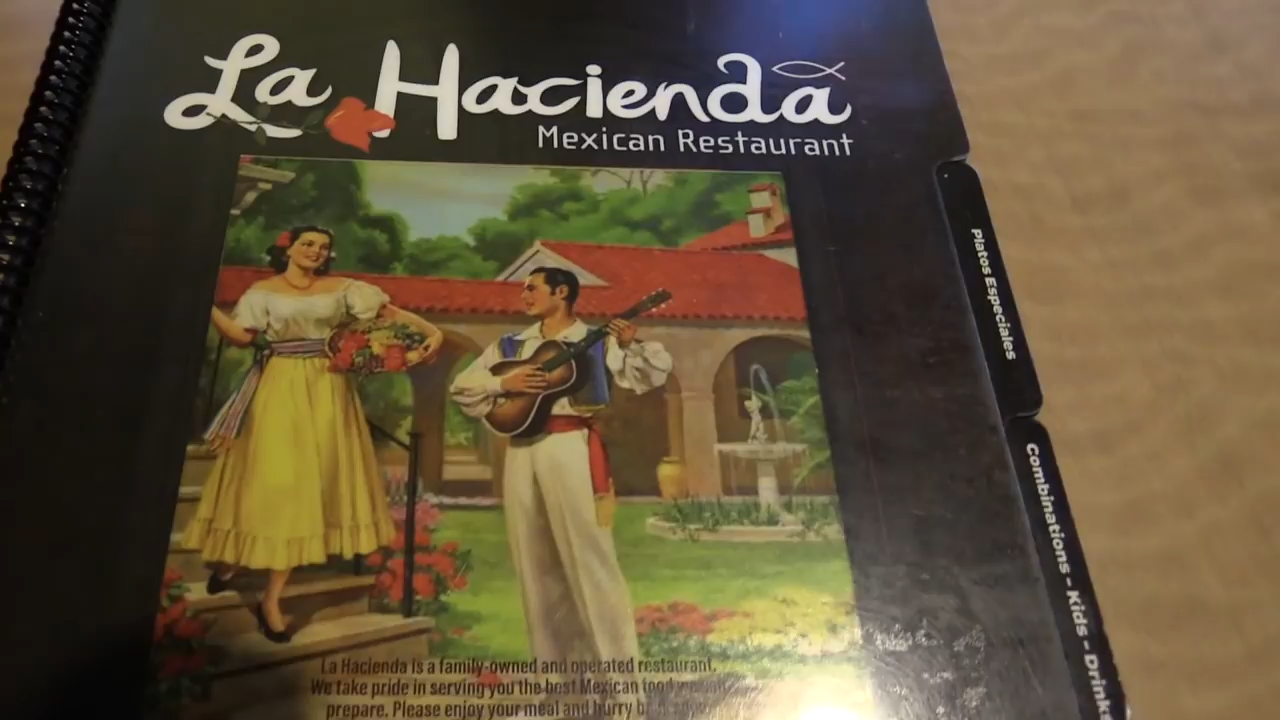 La Hacienda
Mexican Restaurant
Platos Especiales
Combinations - Kids - Drinks
La Hacienda is a family-owned and operated restaurant.
We take pride in serving you the best Mexican food
prepare. Please enjoy your meal and hurry